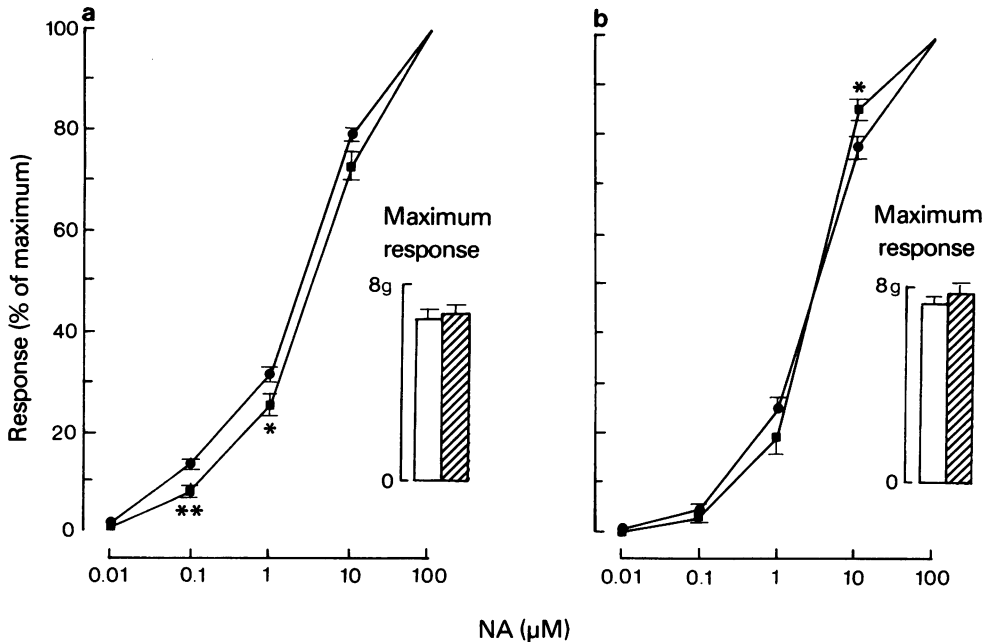 a
100
80
60
40
20
0
Response (% of maximum)
0.01 0.1 1 10 100
Maximum
response
8g
0
*
**
b
*
Maximum
response
8g
0
0.01 0.1 1 10 100
NA (µM)